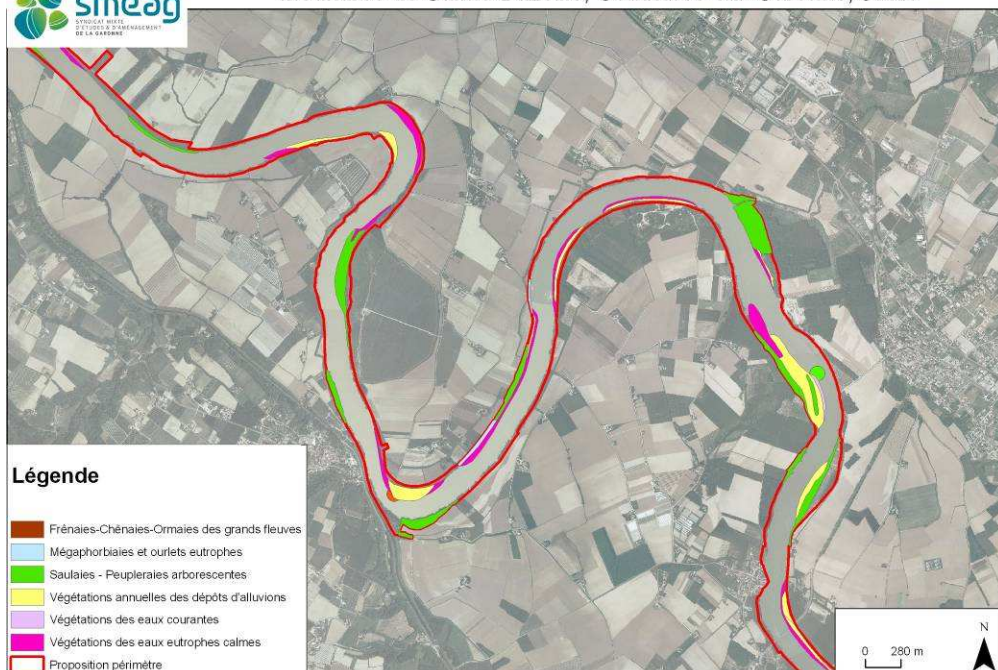 smeag
SYNDICAT MIXTE
D'ÉTUDES & D'AMÉNAGEMENT
DE LA GARONNE
Légende
Frênaies-Chênaies-Ormaies des grands fleuves
Mégaphorbiaies et ourlets eutrophes
Saulaies - Peupleraies arborescentes
Végétations annuelles des dépôts d'alluvions
Végétations des eaux courantes
Végétations des eaux eutrophes calmes
Proposition périmètre
N
0 280 m